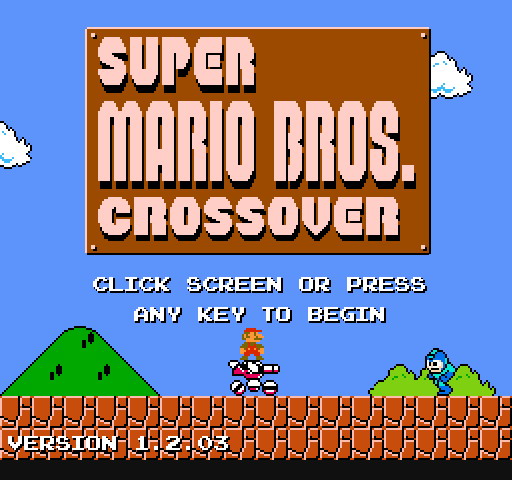 SUPER
MARIO BROS.
CROSSOVER
CLICK SCREEN OR PRESS
ANY KEY TO BEGIN
VERSION 1.2.03